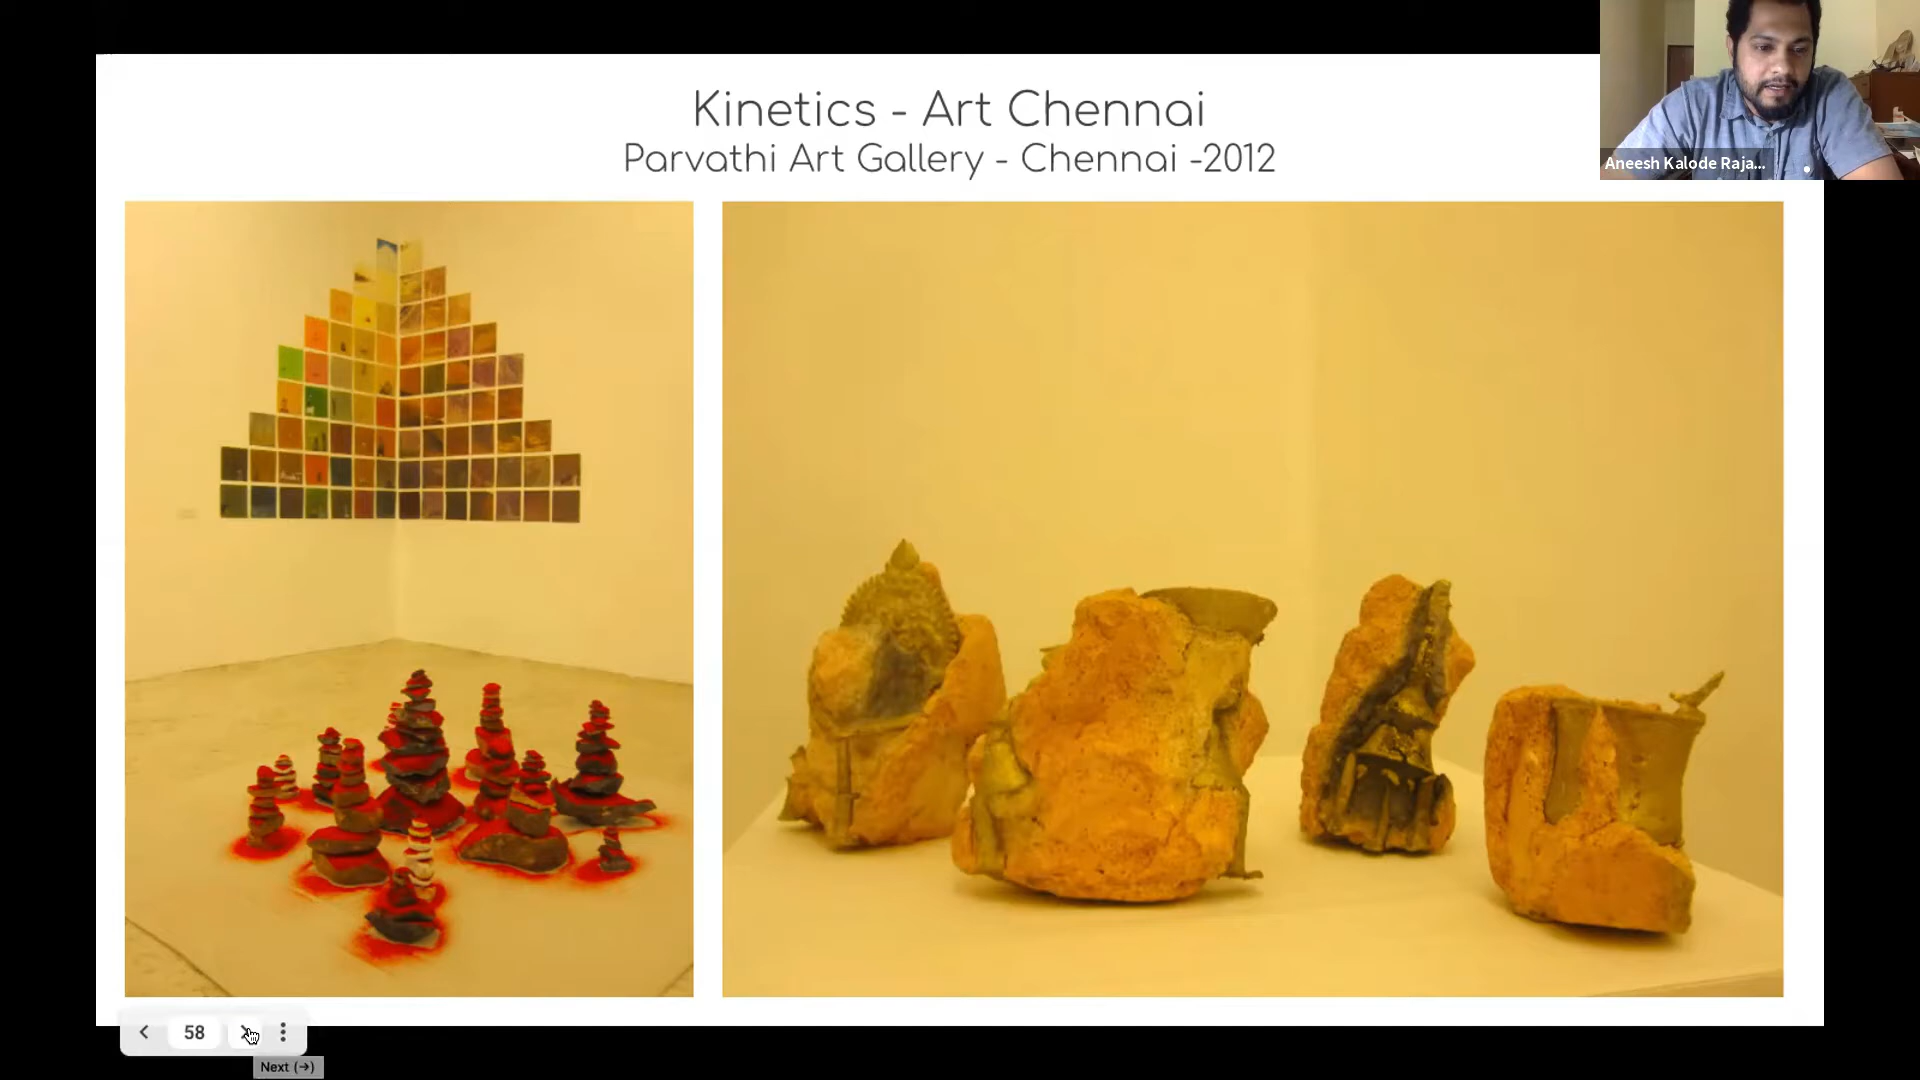 Kinetics - Art Chennai
Parvathi Art Gallery - Chennai -2012
Aneesh Kalode Raja...
58
Next (→)